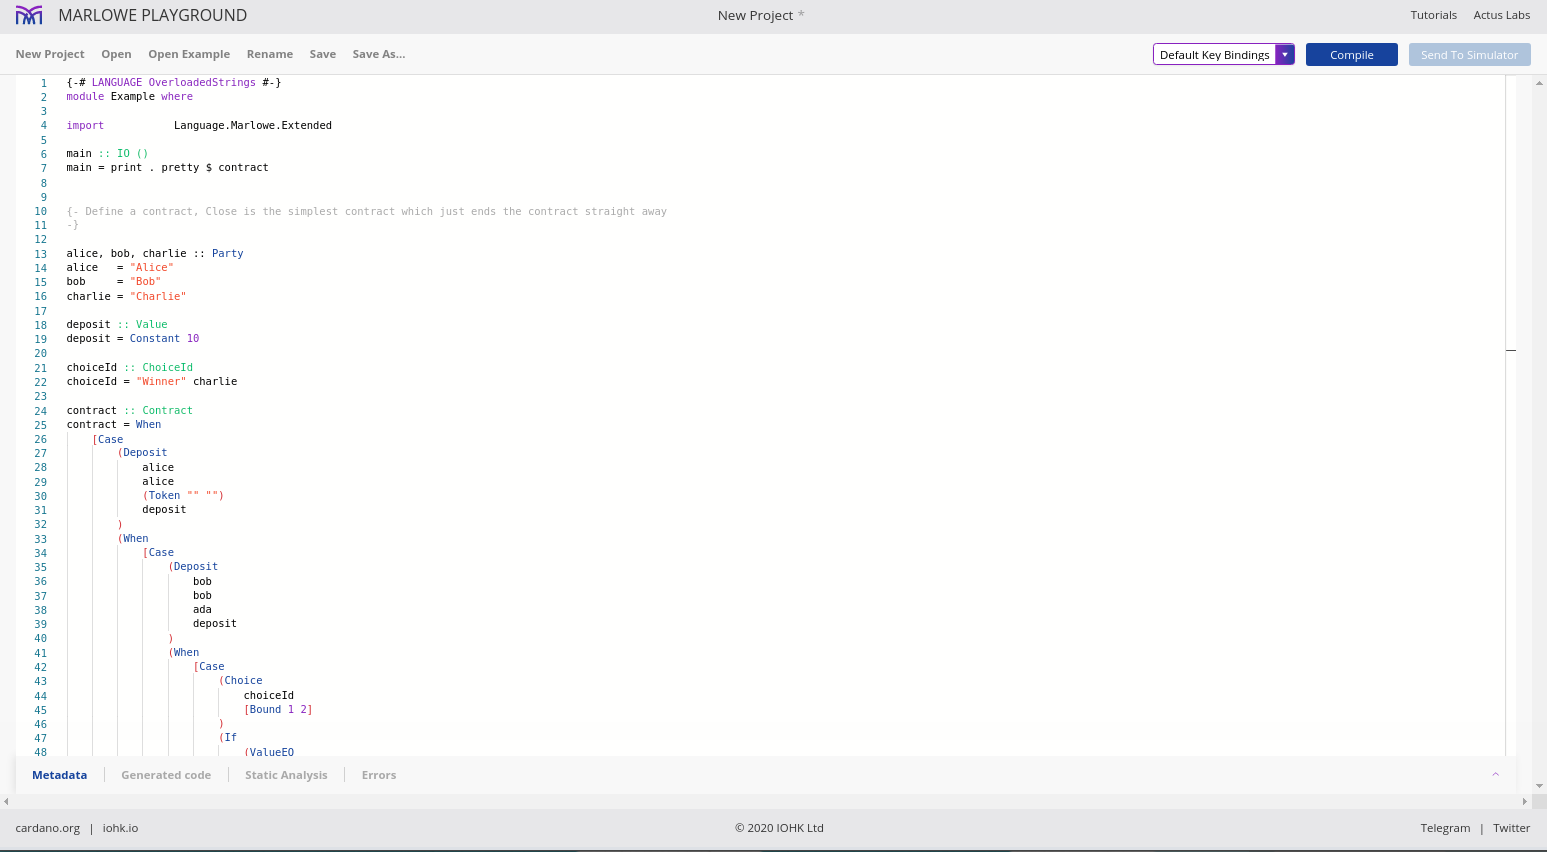 MARLOWE PLAYGROUND New Project * Tutorials Actus Labs
New Project Open Open Example Rename Save Save As... Default Key Bindings Compile Send To Simulator
1 {-# LANGUAGE OverloadedStrings #-}
2 module Example where
3
4 import           Language.Marlowe.Extended
5
6 main :: IO ()
7 main = print . pretty $ contract
8
9
10 {- Define a contract, Close is the simplest contract which just ends the contract straight away
11 -}
12
13 alice, bob, charlie :: Party
14 alice   = "Alice"
15 bob     = "Bob"
16 charlie = "Charlie"
17
18 deposit :: Value
19 deposit = Constant 10
20
21 choiceId :: ChoiceId
22 choiceId = "Winner" charlie
23
24 contract :: Contract
25 contract = When
26     [Case
27         (Deposit
28             alice
29             alice
30             (Token "" "")
31             deposit
32         )
33         (When
34             [Case
35                 (Deposit
36                     bob
37                     bob
38                     ada
39                     deposit
40                 )
41                 (When
42                     [Case
43                         (Choice
44                             choiceId
45                             [Bound 1 2]
46                         )
47                         (If
48                             (ValueEQ
Metadata Generated code Static Analysis Errors
cardano.org | iohk.io © 2020 IOHK Ltd Telegram | Twitter